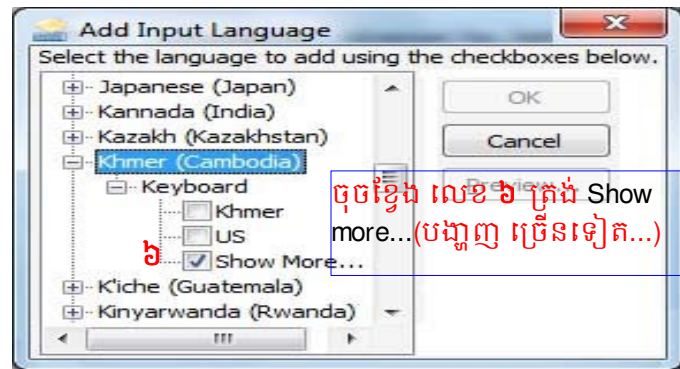 Add Input Language
Select the language to add using the checkboxes below.
Japanese (Japan)
Kannada (India)
Kazakh (Kazakhstan)
Khmer (Cambodia)
Keyboard
Khmer
US
៦ Show More...
K'iche (Guatemala)
Kinyarwanda (Rwanda)
OK
Cancel
Preview...
ចុចខ្វែង លេខ ៦ ត្រង់ Show
more...(បង្ហាញ ច្រើនទៀត...)